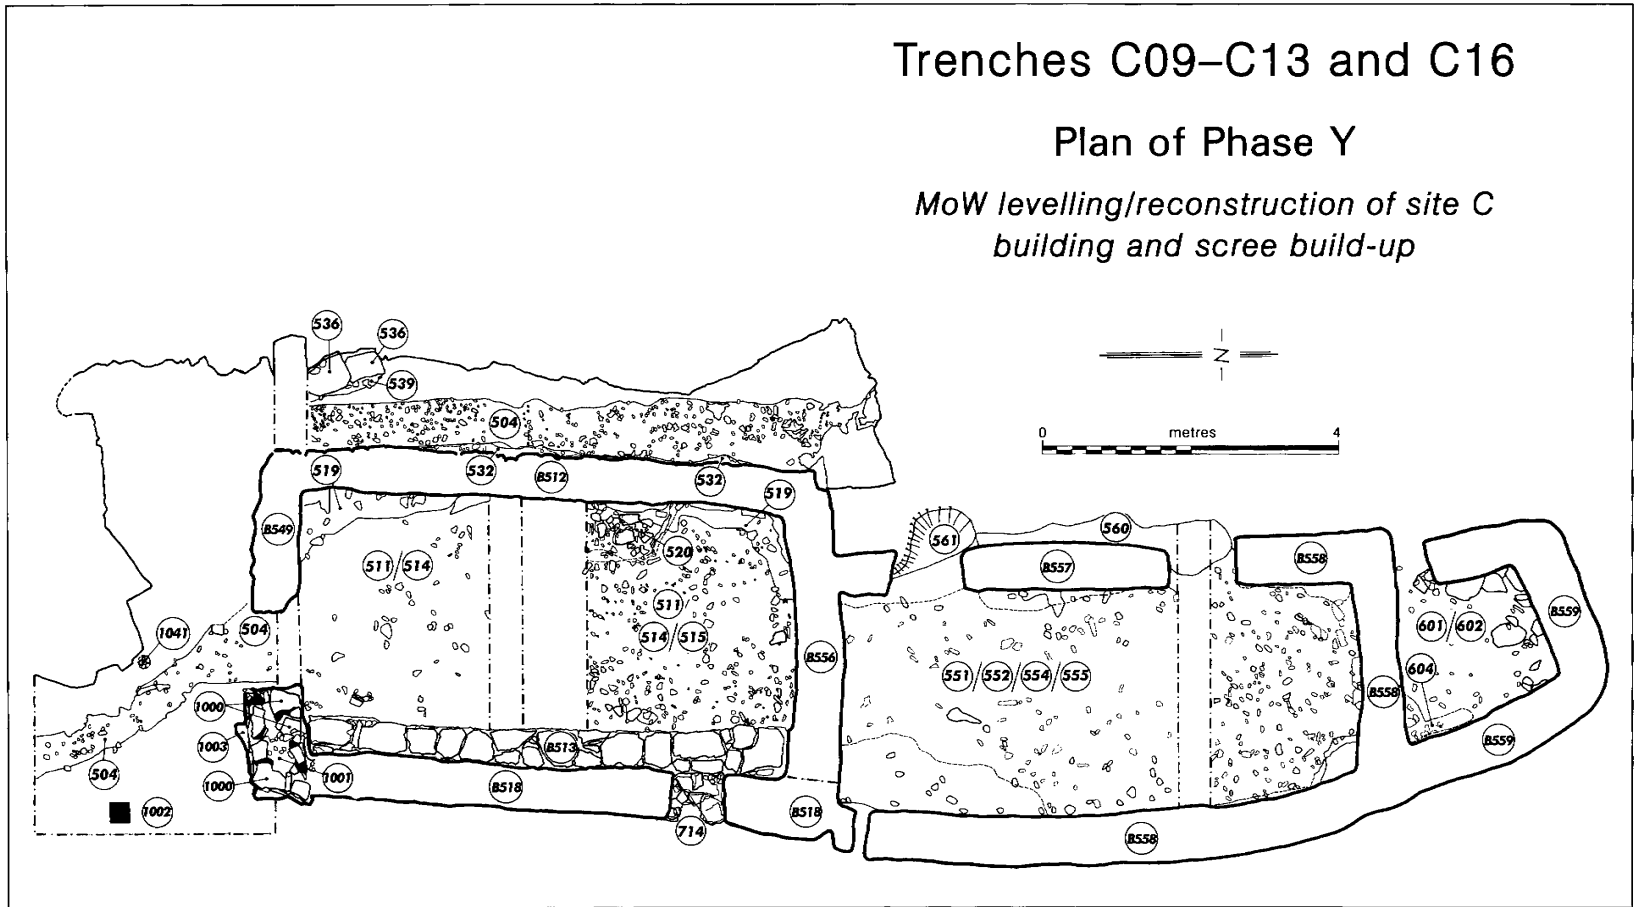 Trenches C09–C13 and C16
Plan of Phase Y
MoW levelling/reconstruction of site C
building and scree build-up
536
536
539
N
0 metres 4
504
519
532
B512
532
519
B549
561
560
520
B557
B558
511/514
511/
514/515
B559
601/602
1041
504
B556
551/552/554/555
604
B558
1000
1003
B513
B559
504
1000
1001
B518
1002
B518
714
B558